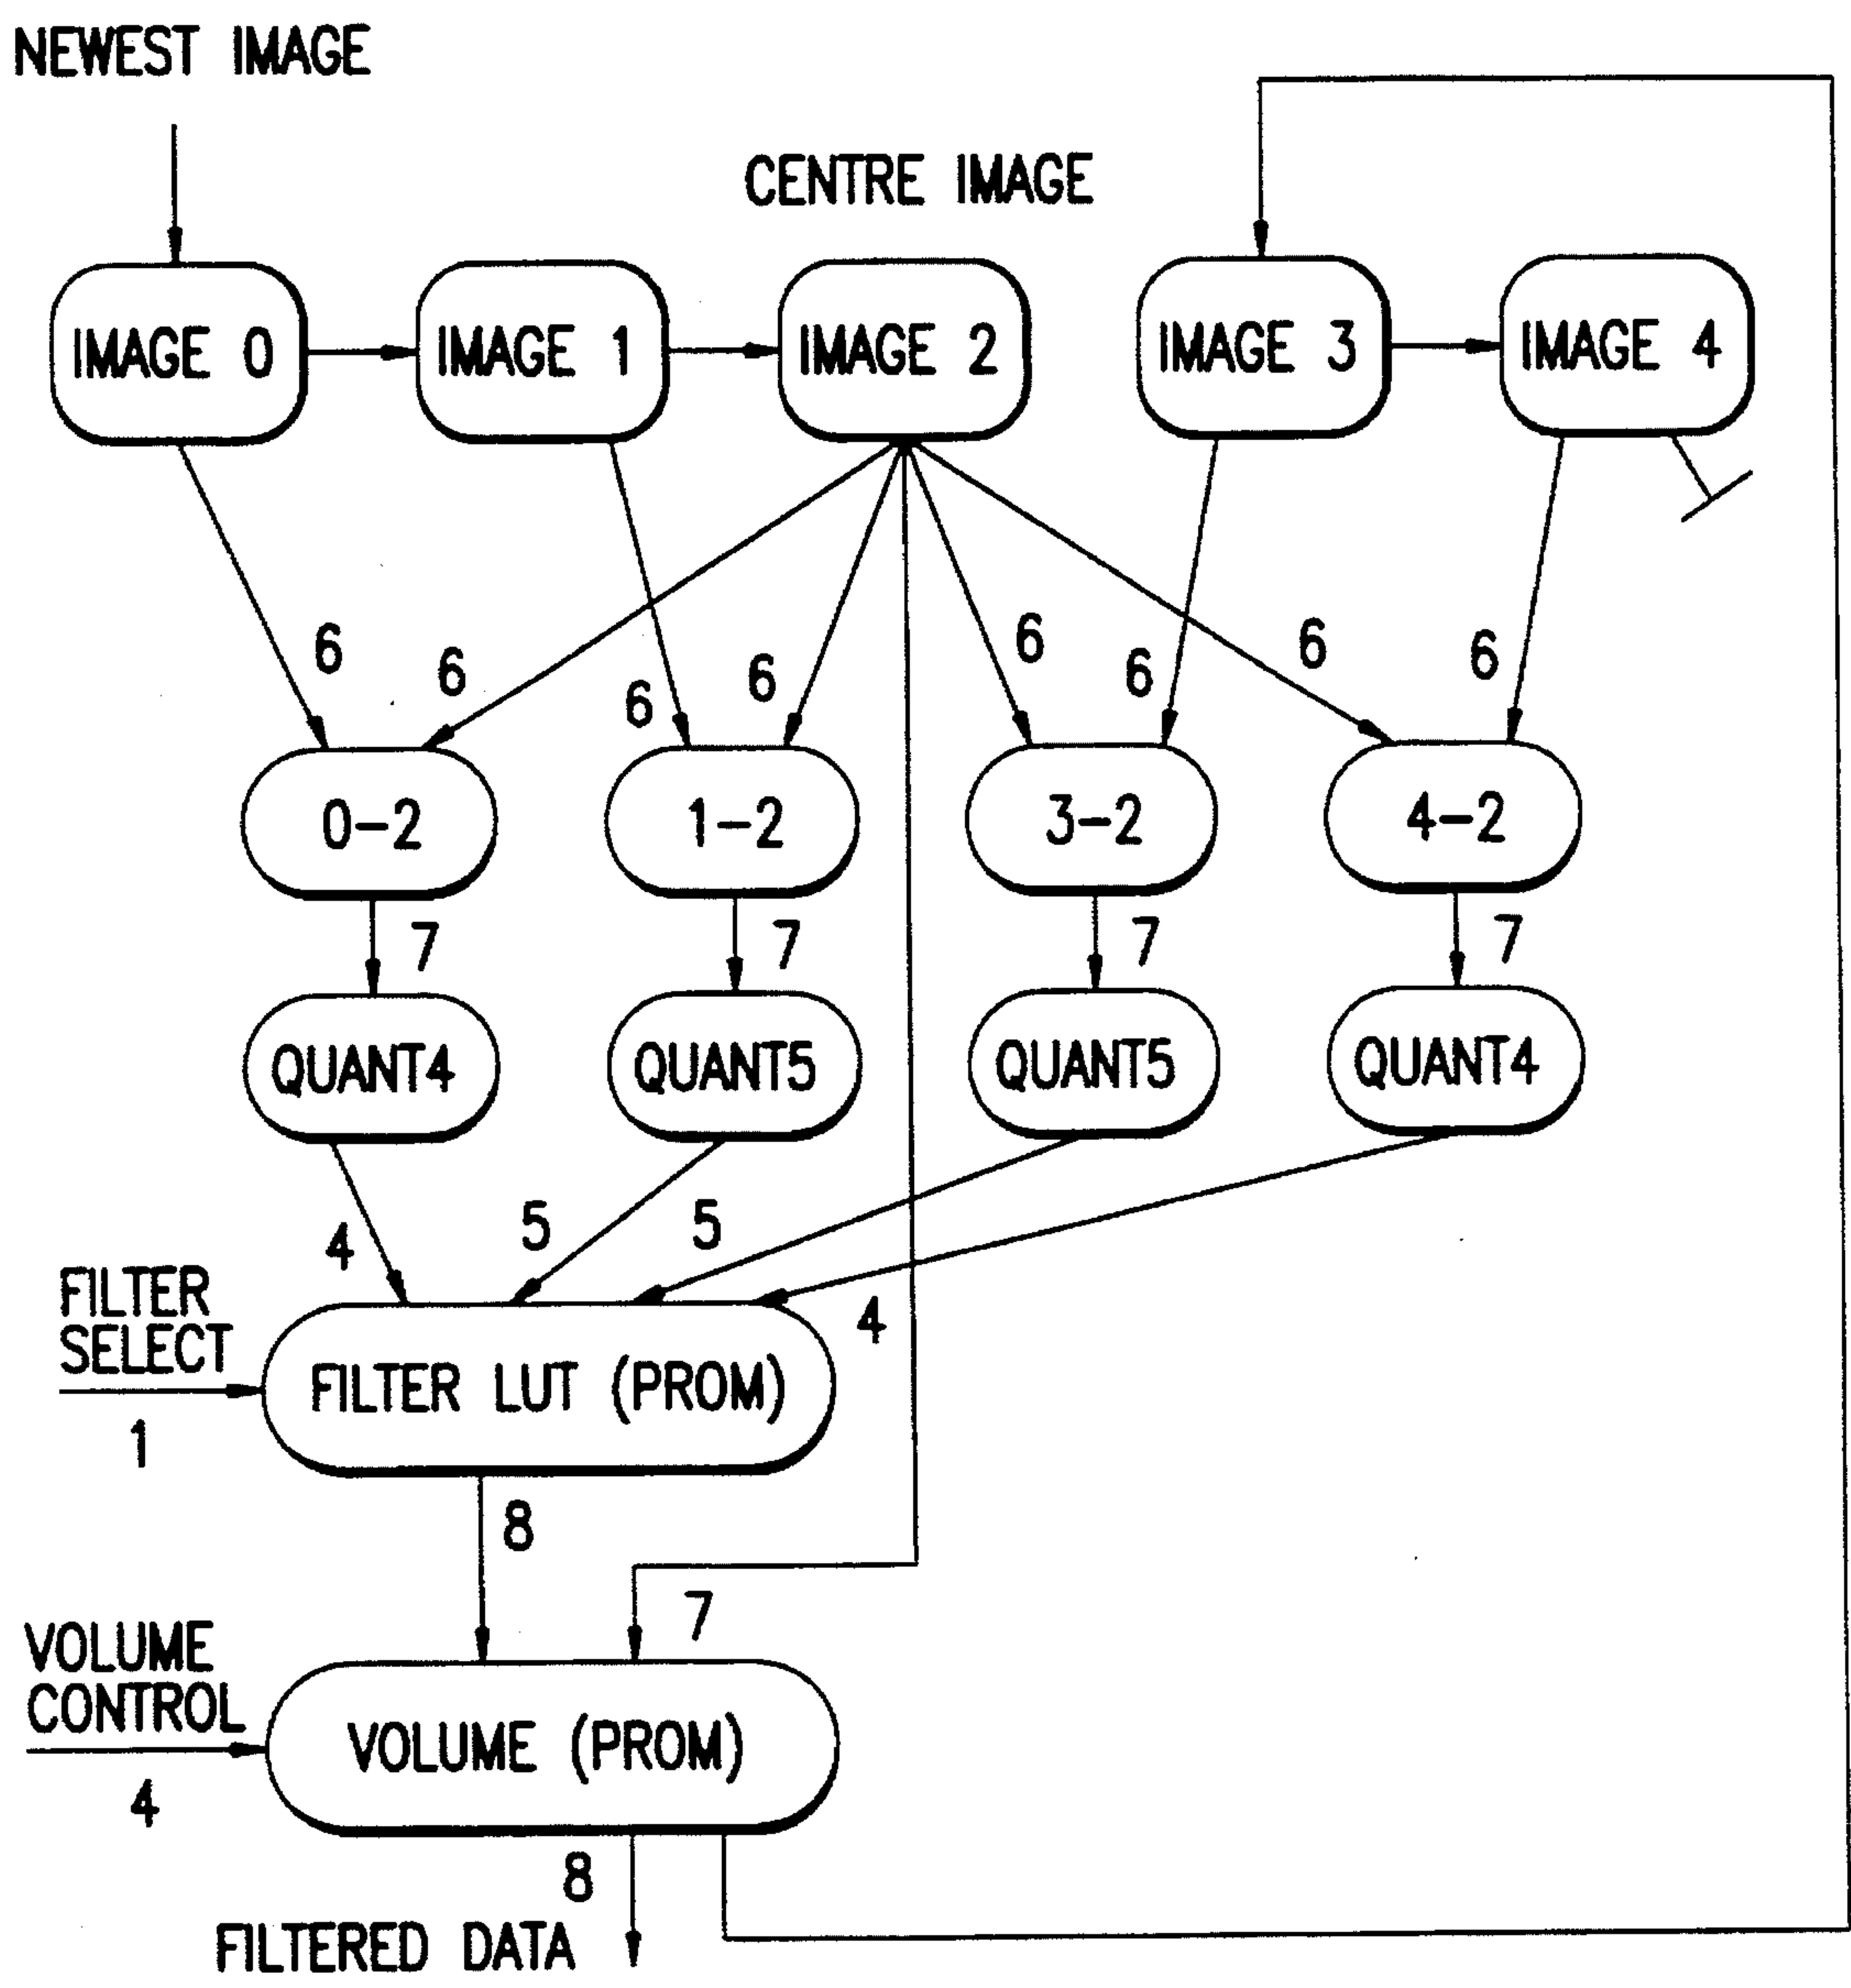 NEWEST IMAGE
CENTRE IMAGE
IMAGE 0
IMAGE 1
IMAGE 2
IMAGE 3
IMAGE 4
6
6
6
6
6
6
6
6
0-2
1-2
3-2
4-2
7
7
7
7
QUANT4
QUANT5
QUANT5
QUANT4
4
5
5
4
FILTER
SELECT
1
FILTER LUT (PROM)
8
7
VOLUME
CONTROL
4
VOLUME (PROM)
8
FILTERED DATA